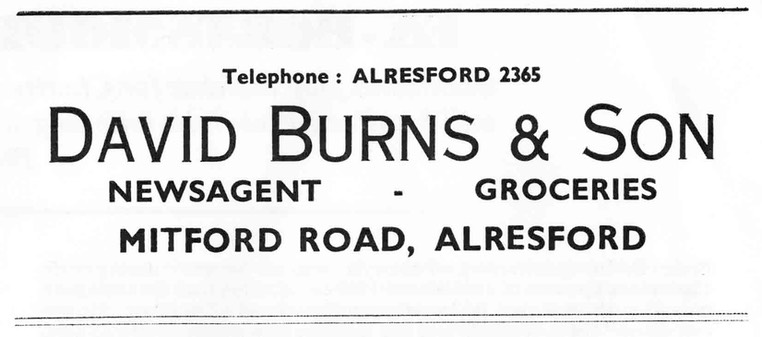 Telephone : ALRESFORD 2365
DAVID BURNS & SON
NEWSAGENT - GROCERIES
MITFORD ROAD, ALRESFORD